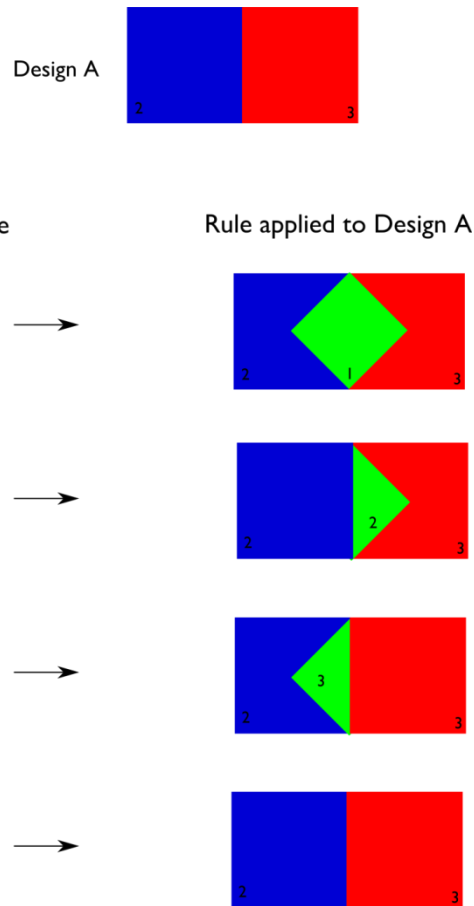 Design A
2 3
e Rule applied to Design A
2 1 3
2 2 3
2 3 3
2 3